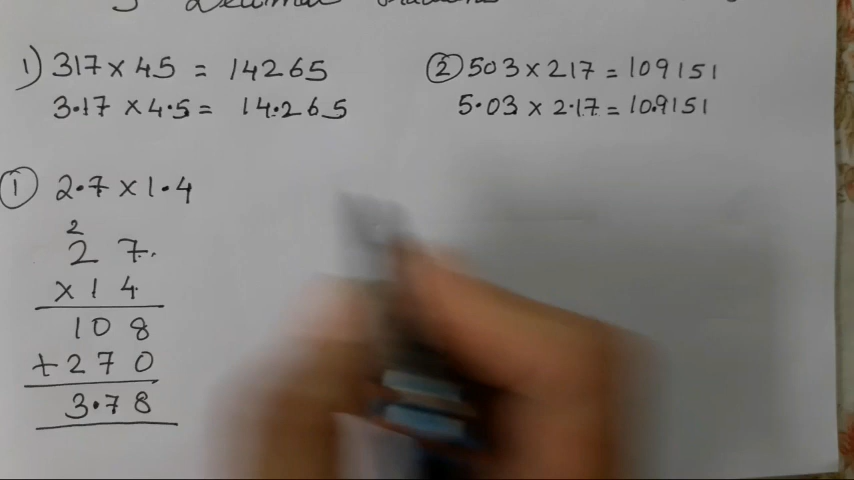 1) 317 × 45 = 14265
3·17 × 4·5 = 14·265
② 503 × 217 = 109151
5·03 × 2·17 = 10·9151
① 2·7 × 1·4
2
2 7.
× 1 4
1 0 8
+ 2 7 0
3·7 8